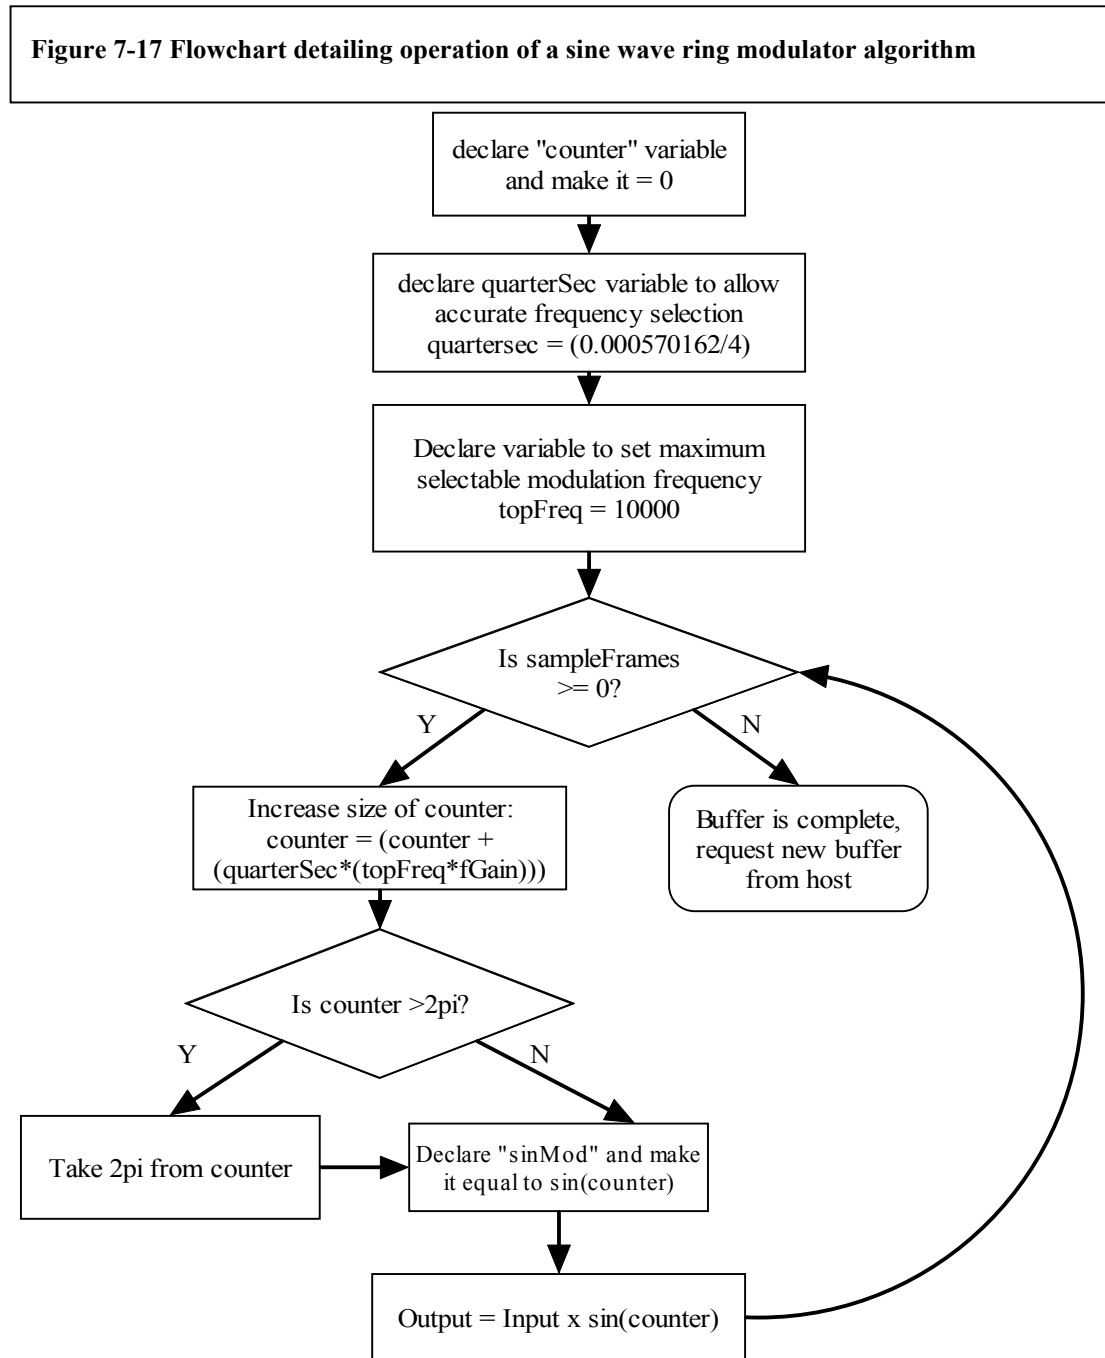 Figure 7-17 Flowchart detailing operation of a sine wave ring modulator algorithm
declare "counter" variable
and make it = 0
declare quarterSec variable to allow
accurate frequency selection
quartersec = (0.000570162/4)
Declare variable to set maximum
selectable modulation frequency
topFreq = 10000
Is sampleFrames
>= 0?
Y
N
Increase size of counter:
counter = (counter +
(quarterSec*(topFreq*fGain)))
Buffer is complete,
request new buffer
from host
Is counter >2pi?
Y
N
Take 2pi from counter
Declare "sinMod" and make
it equal to sin(counter)
Output = Input x sin(counter)